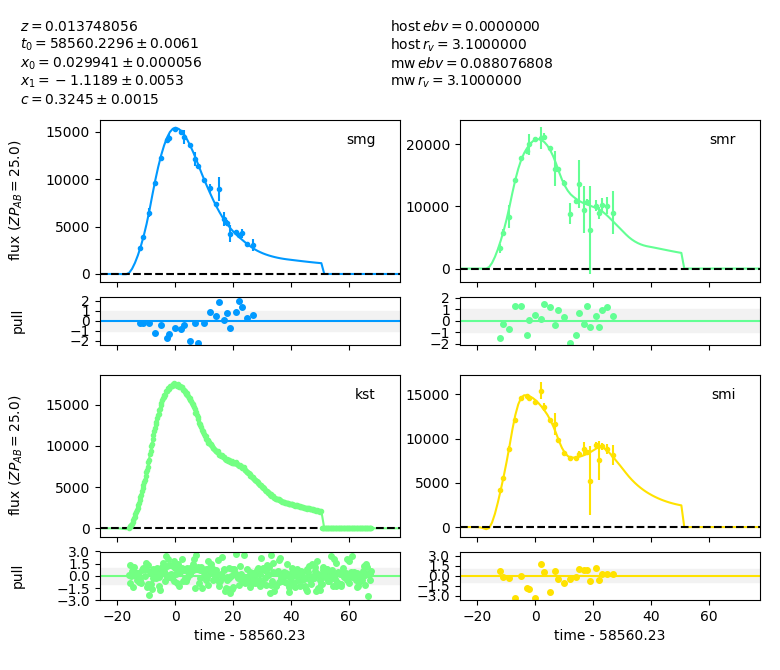 z = 0.013748056
t₀ = 58560.2296 ± 0.0061
x₀ = 0.029941 ± 0.000056
x₁ = −1.1189 ± 0.0053
c = 0.3245 ± 0.0015
host ebv = 0.0000000
host r_v = 3.1000000
mw ebv = 0.088076808
mw r_v = 3.1000000
flux (ZP_AB = 25.0)
15000
10000
5000
0
smg
20000
10000
0
smr
pull
2
1
0
−1
−2
2
1
0
−1
−2
flux (ZP_AB = 25.0)
15000
10000
5000
0
kst
15000
10000
5000
0
smi
pull
3.0
1.5
0.0
−1.5
−3.0
3.0
1.5
0.0
−1.5
−3.0
−20 0 20 40 60
−20 0 20 40 60
time - 58560.23
time - 58560.23